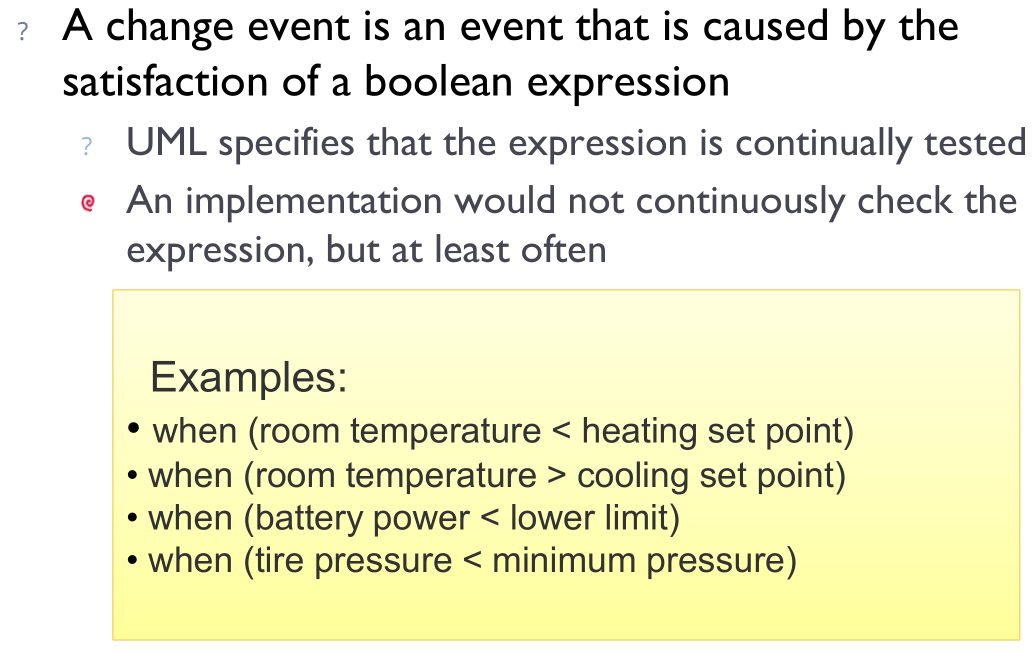 ? A change event is an event that is caused by the
satisfaction of a boolean expression
? UML specifies that the expression is continually tested
An implementation would not continuously check the
expression, but at least often
Examples:
• when (room temperature < heating set point)
• when (room temperature > cooling set point)
• when (battery power < lower limit)
• when (tire pressure < minimum pressure)